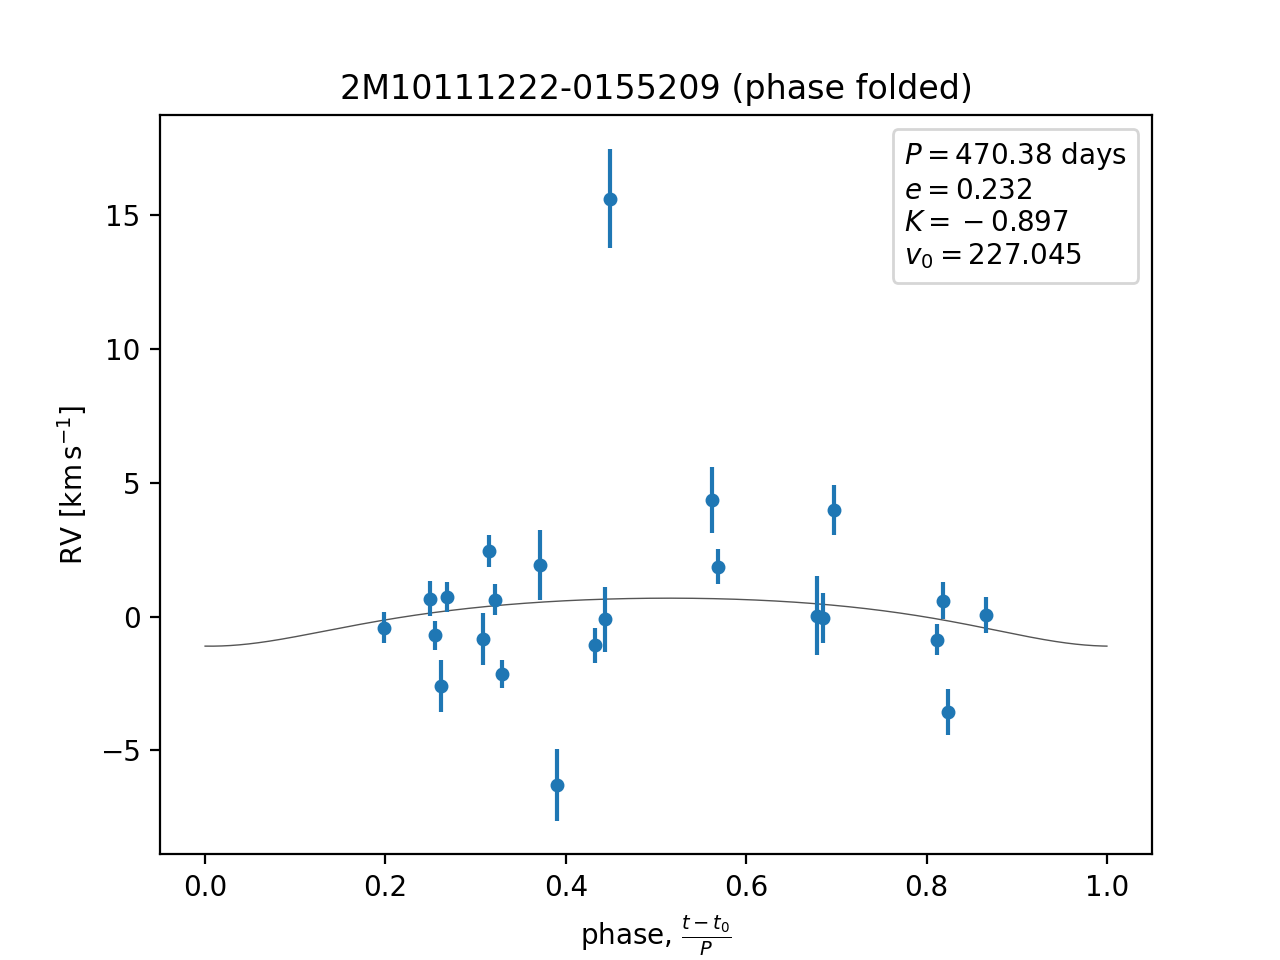 2M10111222-0155209 (phase folded)
P = 470.38 days
e = 0.232
K = −0.897
v₀ = 227.045
15
10
5
0
−5
RV [km s⁻¹]
0.0 0.2 0.4 0.6 0.8 1.0
phase, (t − t₀)/P